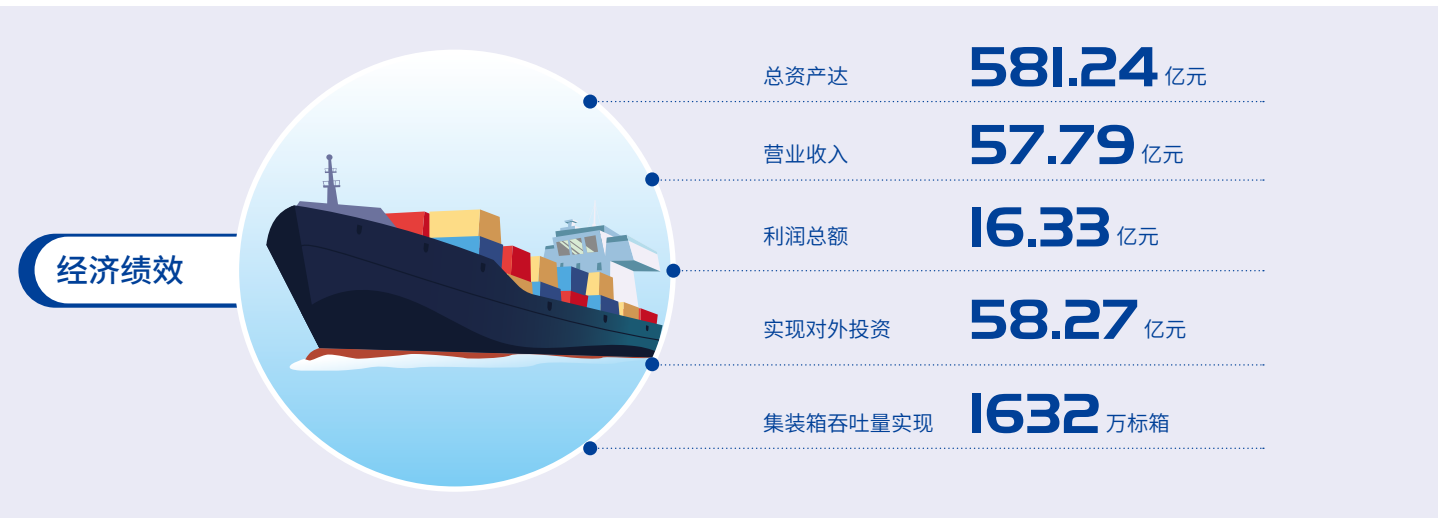 经济绩效
总资产达 581.24 亿元
营业收入 57.79 亿元
利润总额 16.33 亿元
实现对外投资 58.27 亿元
集装箱吞吐量实现 1632 万标箱